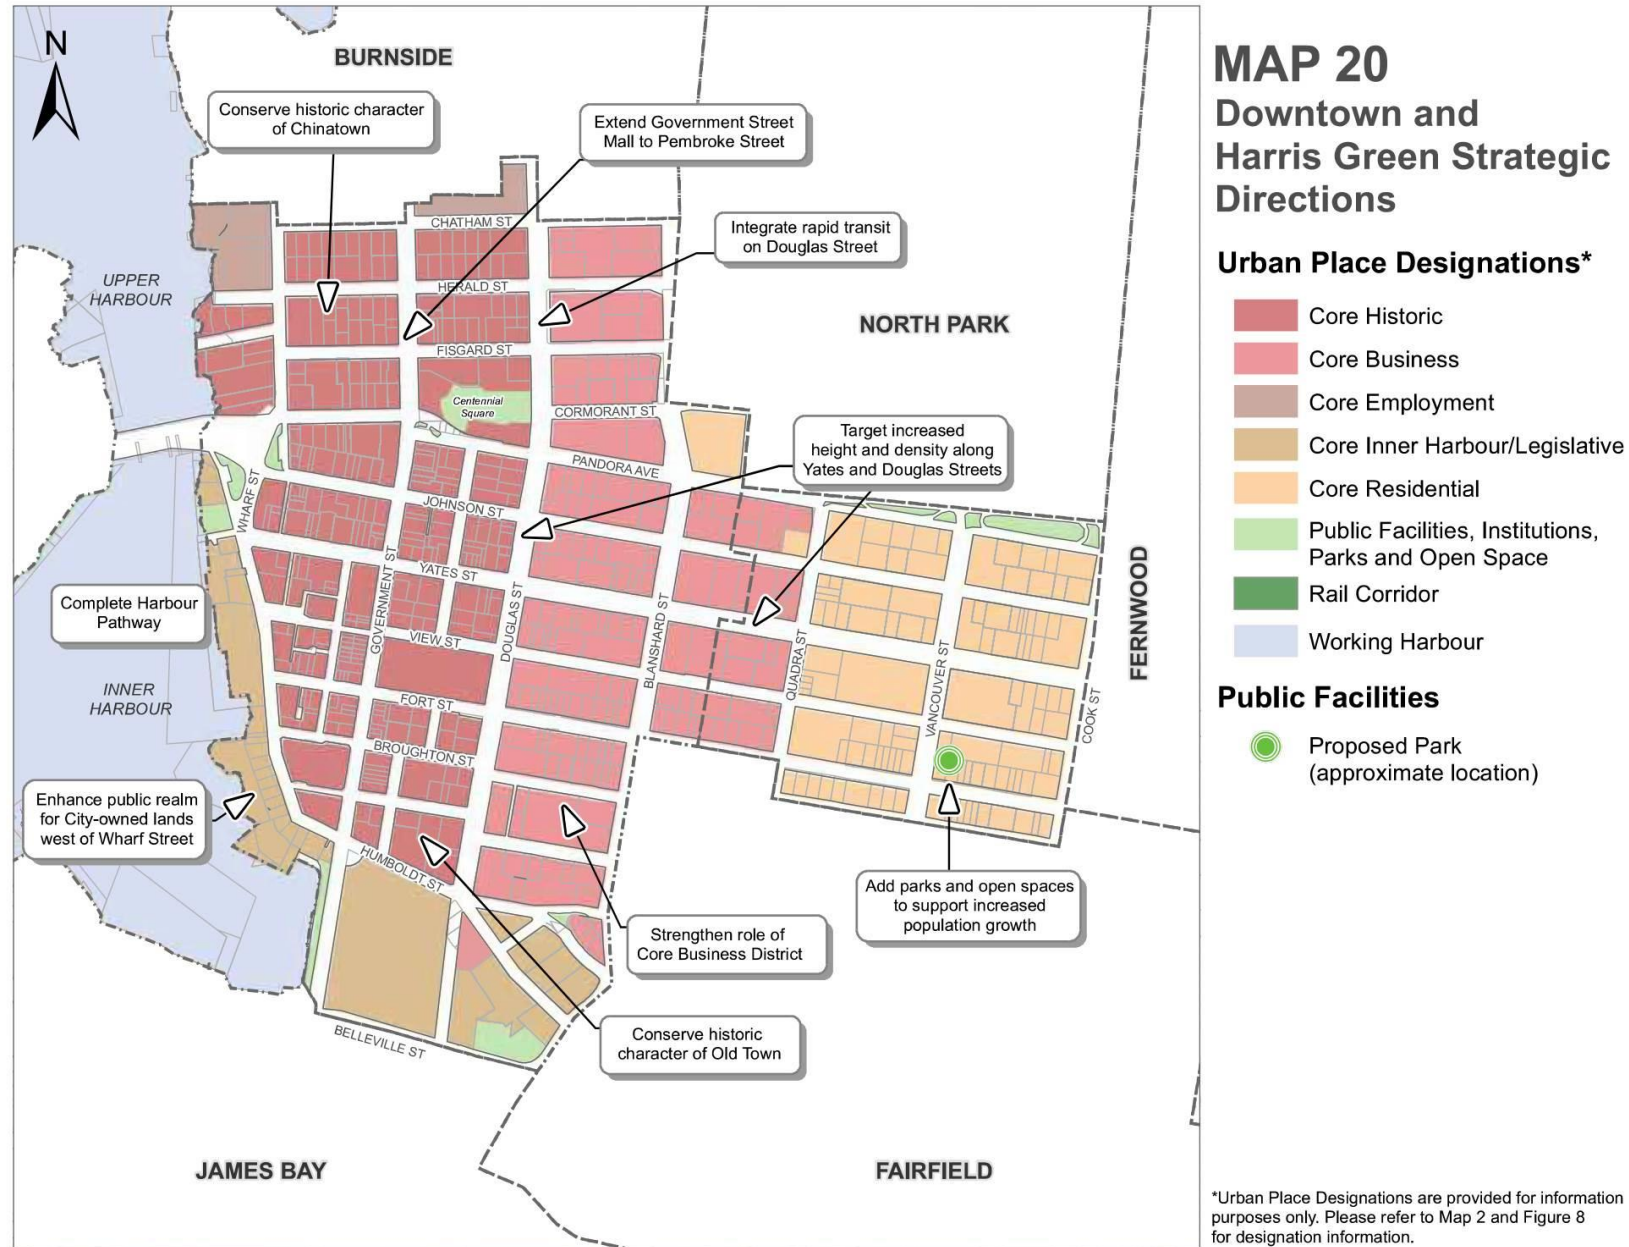 N
BURNSIDE
Conserve historic character
of Chinatown
Extend Government Street
Mall to Pembroke Street
Integrate rapid transit
on Douglas Street
CHATHAM ST
UPPER
HARBOUR
HERALD ST
NORTH PARK
FISGARD ST
Centennial
Square
CORMORANT ST
Target increased
height and density along
Yates and Douglas Streets
PANDORA AVE
WHARF ST
JOHNSON ST
GOVERNMENT ST
YATES ST
DOUGLAS ST
Complete Harbour
Pathway
VIEW ST
BLANSHARD ST
QUADRA ST
VANCOUVER ST
FERNWOOD
COOK ST
INNER
HARBOUR
FORT ST
BROUGHTON ST
Enhance public realm
for City-owned lands
west of Wharf Street
HUMBOLDT ST
Add parks and open spaces
to support increased
population growth
Strengthen role of
Core Business District
Conserve historic
character of Old Town
BELLEVILLE ST
JAMES BAY
FAIRFIELD
MAP 20
Downtown and
Harris Green Strategic
Directions
Urban Place Designations*
Core Historic
Core Business
Core Employment
Core Inner Harbour/Legislative
Core Residential
Public Facilities, Institutions,
Parks and Open Space
Rail Corridor
Working Harbour
Public Facilities
Proposed Park
(approximate location)
*Urban Place Designations are provided for information
purposes only. Please refer to Map 2 and Figure 8
for designation information.